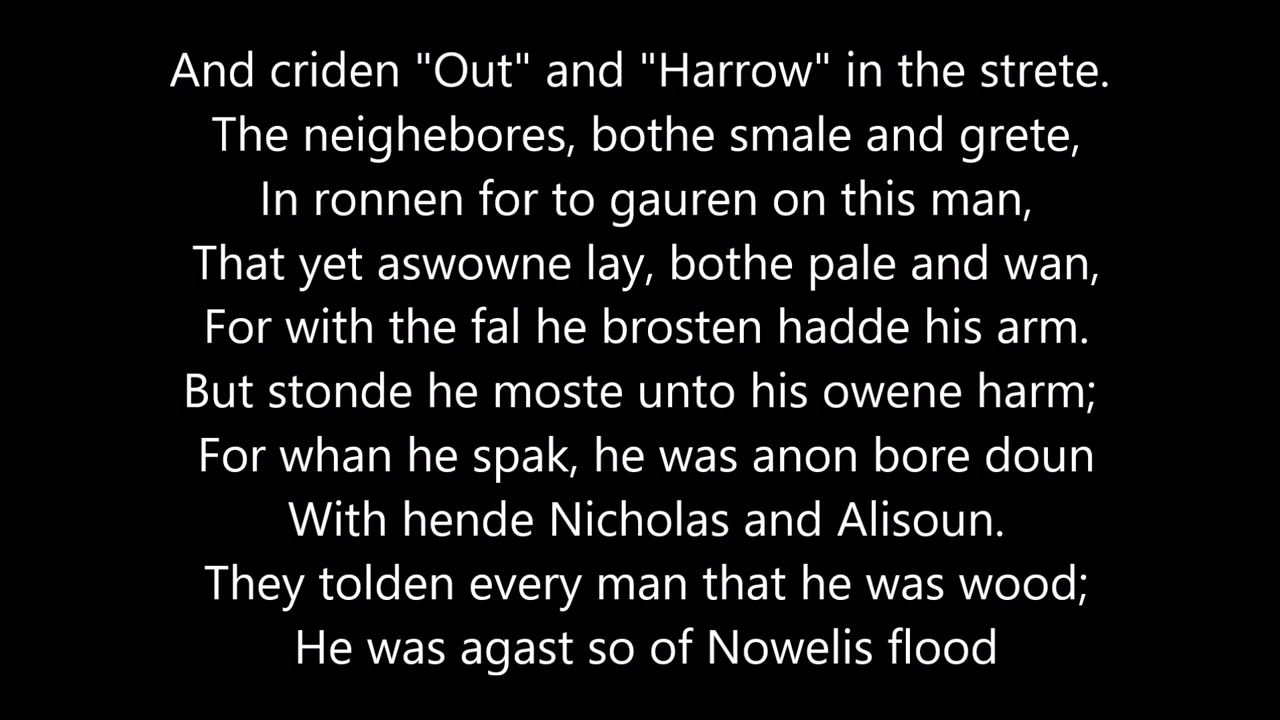 And criden "Out" and "Harrow" in the strete.
The neighebores, bothe smale and grete,
In ronnen for to gauren on this man,
That yet aswowne lay, bothe pale and wan,
For with the fal he brosten hadde his arm.
But stonde he moste unto his owene harm;
For whan he spak, he was anon bore doun
With hende Nicholas and Alisoun.
They tolden every man that he was wood;
He was agast so of Nowelis flood